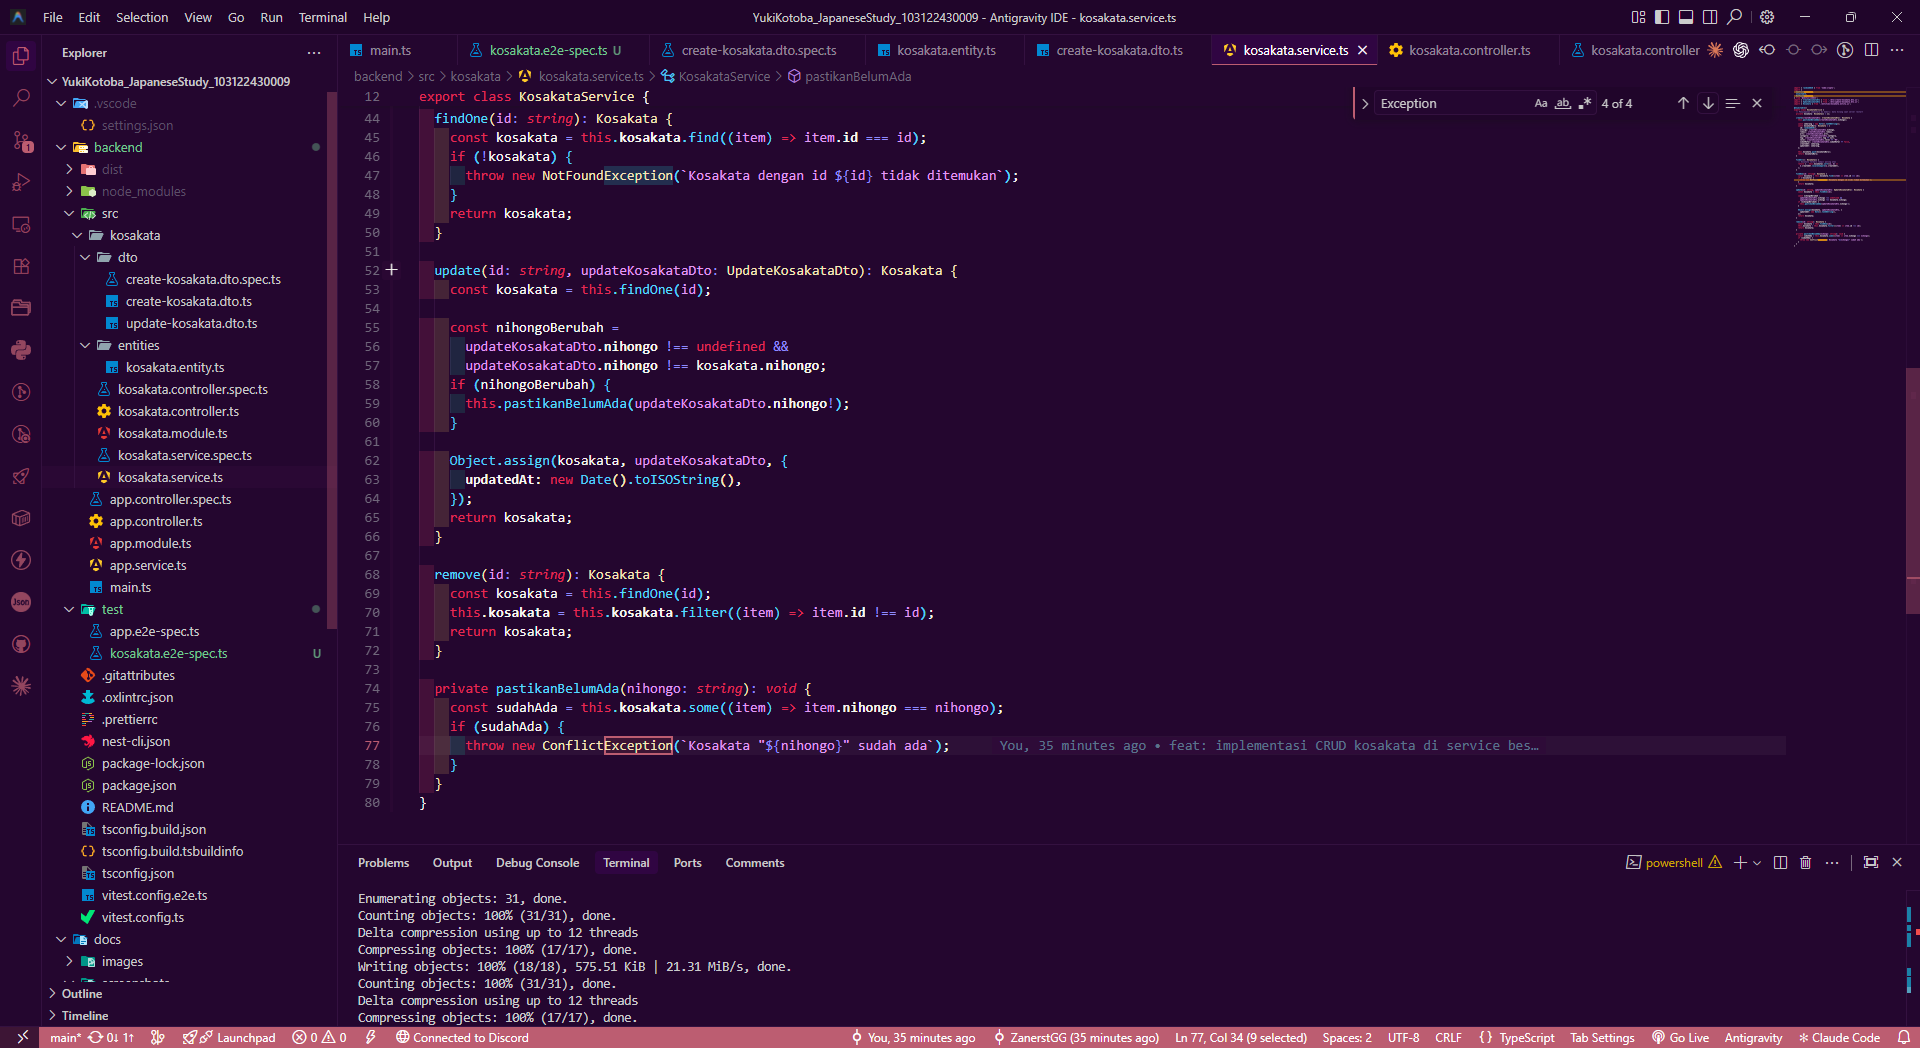 File Edit Selection View Go Run Terminal Help
YukiKotoba_JapaneseStudy_103122430009 - Antigravity IDE - kosakata.service.ts
Explorer
main.ts
kosakata.e2e-spec.ts U
create-kosakata.dto.spec.ts
kosakata.entity.ts
create-kosakata.dto.ts
kosakata.service.ts
kosakata.controller.ts
kosakata.controller
backend > src > kosakata > kosakata.service.ts > KosakataService > pastikanBelumAda
YukiKotoba_JapaneseStudy_103122430009
.vscode
settings.json
backend
dist
node_modules
src
kosakata
dto
create-kosakata.dto.spec.ts
create-kosakata.dto.ts
update-kosakata.dto.ts
entities
kosakata.entity.ts
kosakata.controller.spec.ts
kosakata.controller.ts
kosakata.module.ts
kosakata.service.spec.ts
kosakata.service.ts
app.controller.spec.ts
app.controller.ts
app.module.ts
app.service.ts
main.ts
test
app.e2e-spec.ts
kosakata.e2e-spec.ts U
.gitattributes
.oxlintrc.json
.prettierrc
nest-cli.json
package-lock.json
package.json
README.md
tsconfig.build.json
tsconfig.build.tsbuildinfo
tsconfig.json
vitest.config.e2e.ts
vitest.config.ts
docs
images
Outline
Timeline
1
Json
Exception Aa ab 4 of 4
12 export class KosakataService {
44 findOne(id: string): Kosakata {
45 const kosakata = this.kosakata.find((item) => item.id === id);
46 if (!kosakata) {
47 throw new NotFoundException(`Kosakata dengan id ${id} tidak ditemukan`);
48 }
49 return kosakata;
50 }
51
52 update(id: string, updateKosakataDto: UpdateKosakataDto): Kosakata {
53 const kosakata = this.findOne(id);
54
55 const nihongoBerubah =
56 updateKosakataDto.nihongo !== undefined &&
57 updateKosakataDto.nihongo !== kosakata.nihongo;
58 if (nihongoBerubah) {
59 this.pastikanBelumAda(updateKosakataDto.nihongo!);
60 }
61
62 Object.assign(kosakata, updateKosakataDto, {
63 updatedAt: new Date().toISOString(),
64 });
65 return kosakata;
66 }
67
68 remove(id: string): Kosakata {
69 const kosakata = this.findOne(id);
70 this.kosakata = this.kosakata.filter((item) => item.id !== id);
71 return kosakata;
72 }
73
74 private pastikanBelumAda(nihongo: string): void {
75 const sudahAda = this.kosakata.some((item) => item.nihongo === nihongo);
76 if (sudahAda) {
77 throw new ConflictException(`Kosakata "${nihongo}" sudah ada`); You, 35 minutes ago • feat: implementasi CRUD kosakata di service bes…
78 }
79 }
80 }
Problems Output Debug Console Terminal Ports Comments
powershell
Enumerating objects: 31, done.
Counting objects: 100% (31/31), done.
Delta compression using up to 12 threads
Compressing objects: 100% (17/17), done.
Writing objects: 100% (18/18), 575.51 KiB | 21.31 MiB/s, done.
Counting objects: 100% (31/31), done.
Delta compression using up to 12 threads
Compressing objects: 100% (17/17), done.
main* 0↓ 1↑ Launchpad 0 0 Connected to Discord You, 35 minutes ago ZanerstGG (35 minutes ago) Ln 77, Col 34 (9 selected) Spaces: 2 UTF-8 CRLF {} TypeScript Tab Settings Go Live Antigravity Claude Code